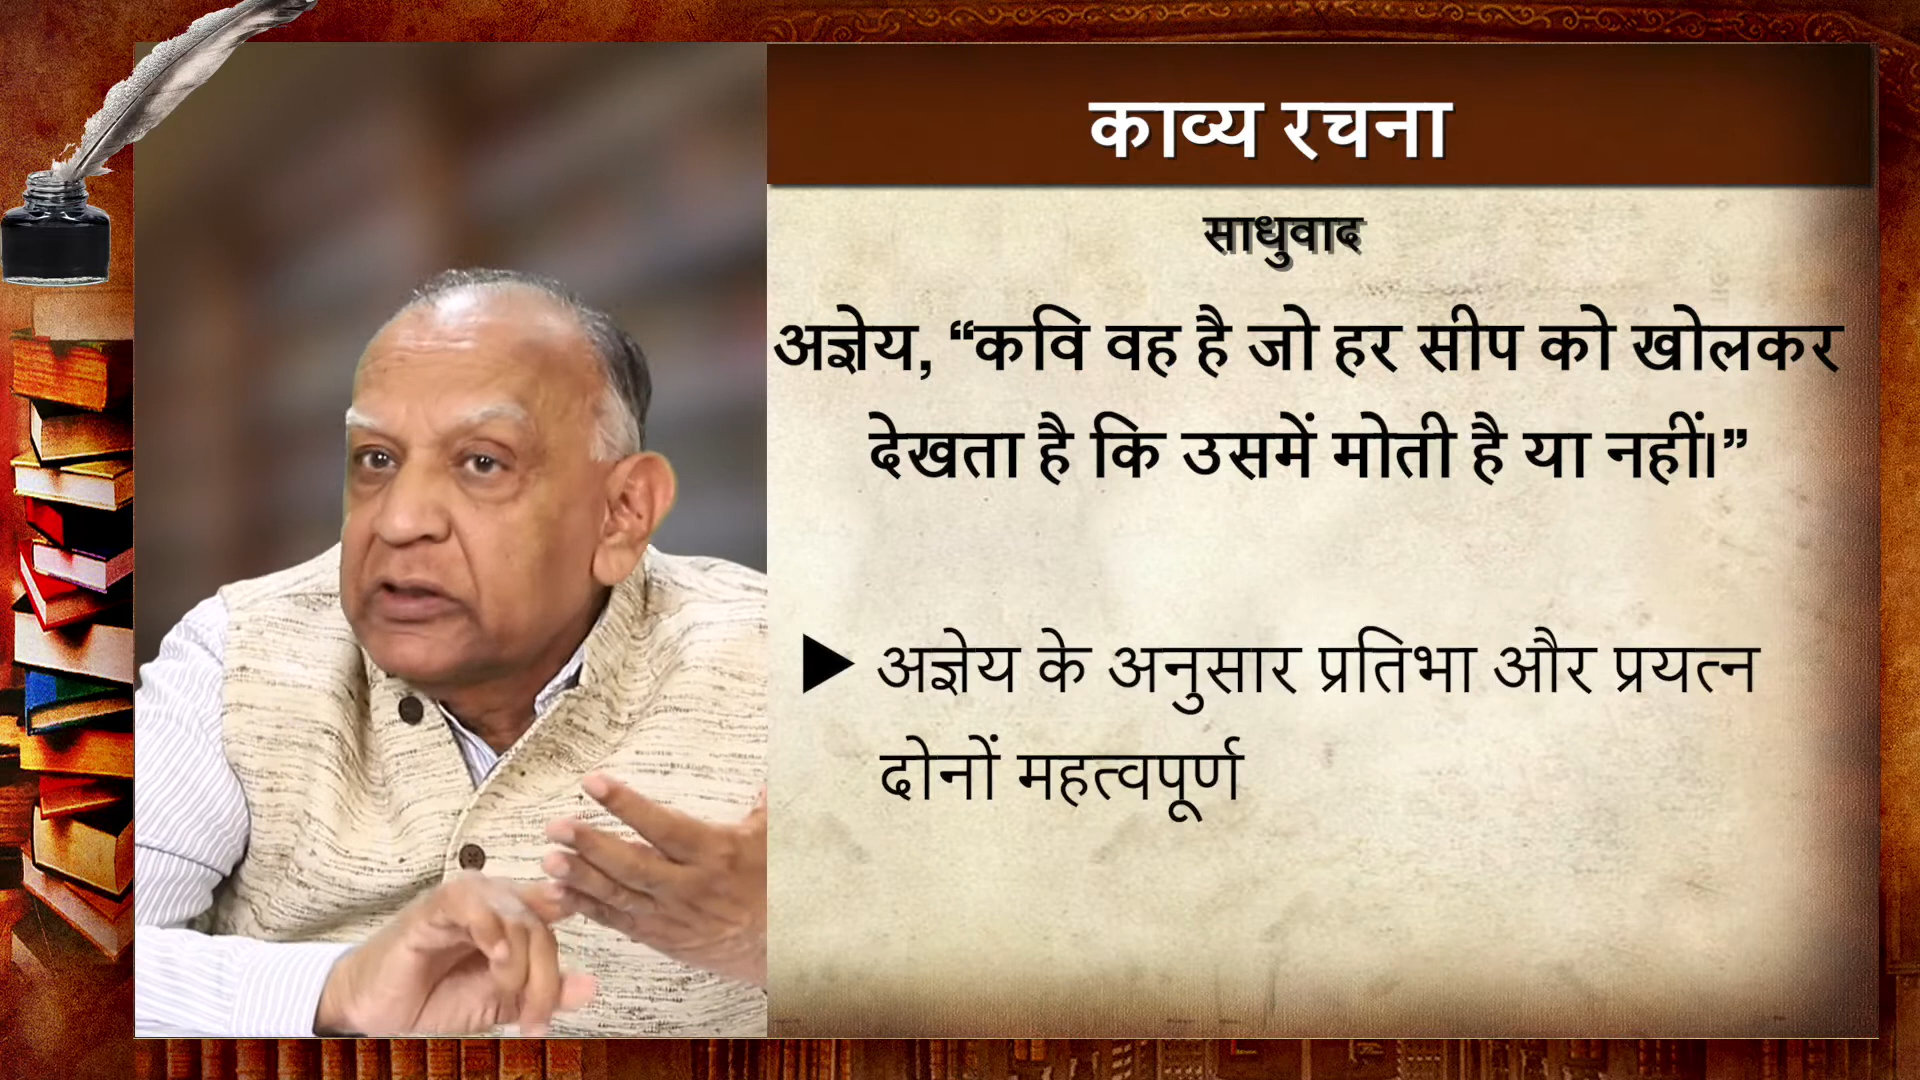 काव्य रचना
साधुवाद
अज्ञेय, “कवि वह है जो हर सीप को खोलकर
देखता है कि उसमें मोती है या नहीं।”
▶ अज्ञेय के अनुसार प्रतिभा और प्रयत्न
दोनों महत्वपूर्ण